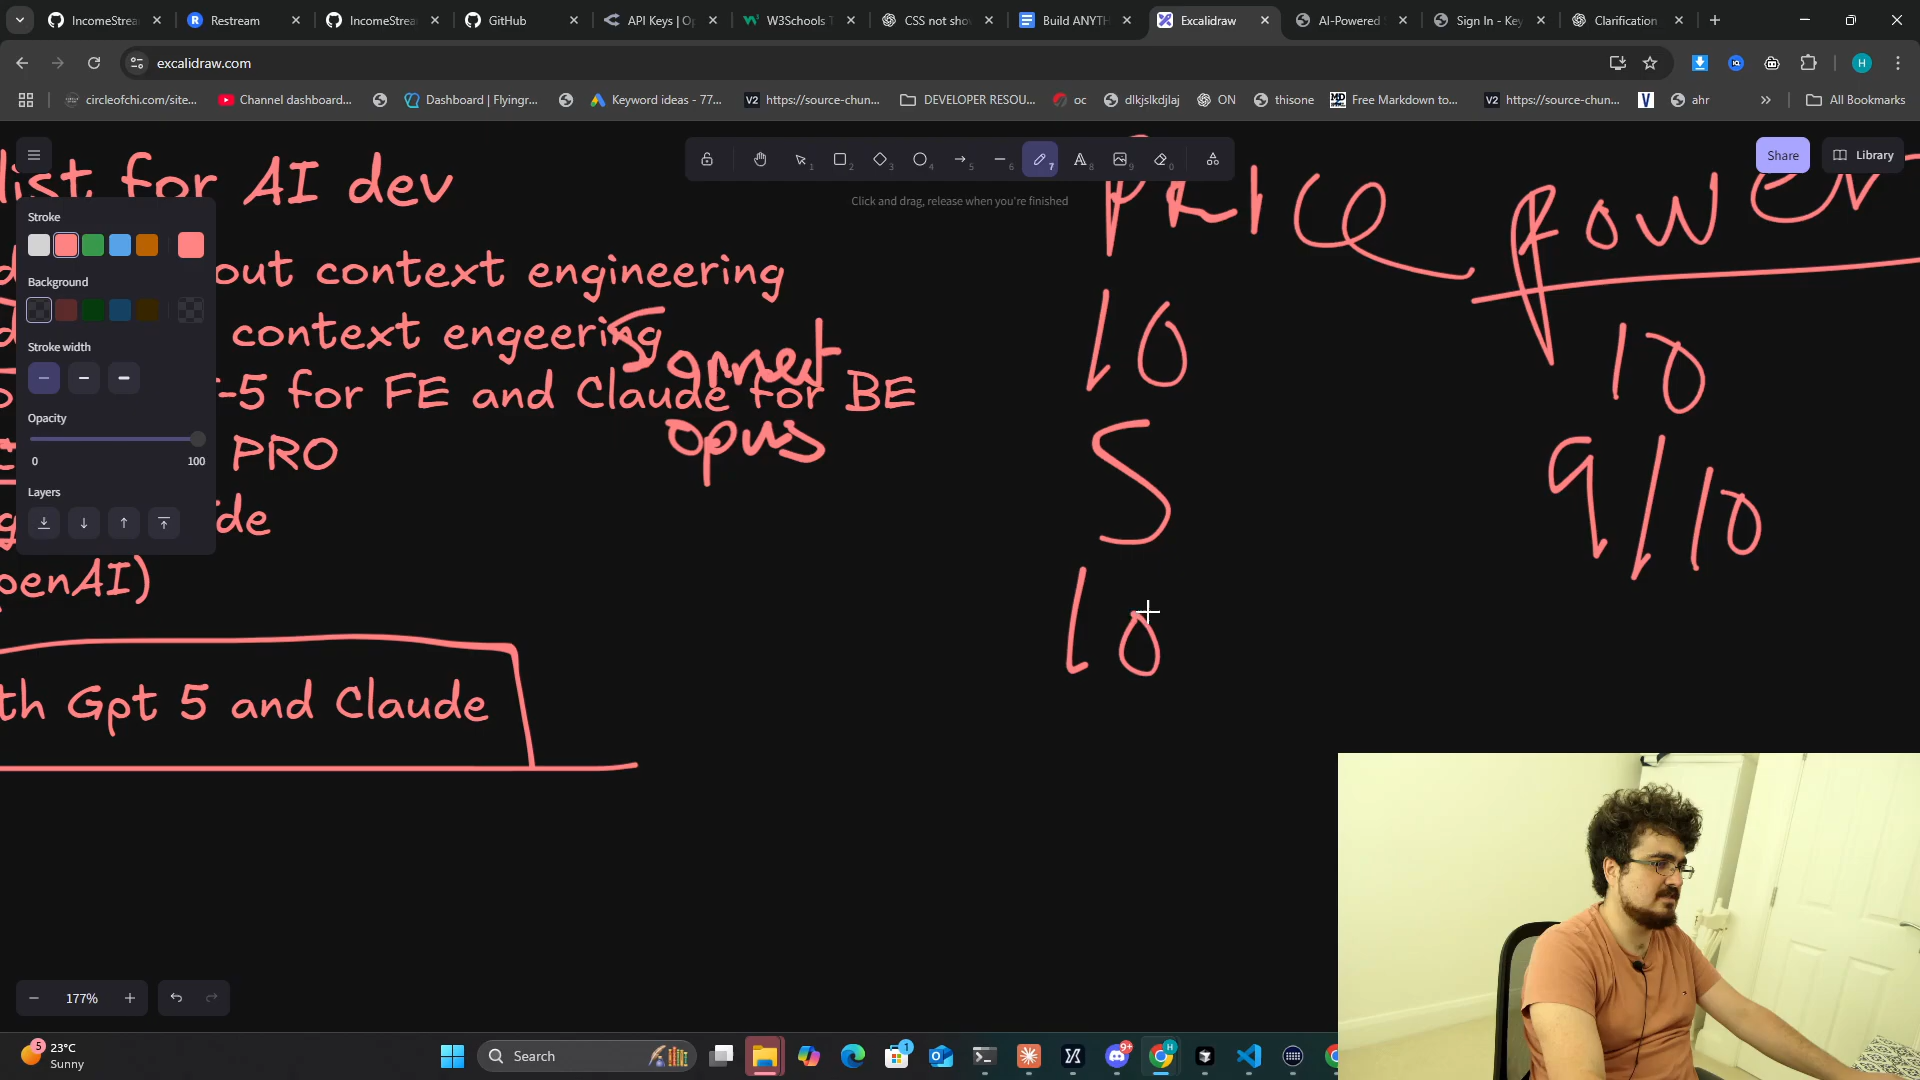 IncomeStrea
Restream
IncomeStrea
GitHub
API Keys | Op
W3Schools T
CSS not sho
Build ANYTH
Excalidraw
AI-Powered
Sign In - Key
Clarification
excalidraw.com
circleofchi.com/site...
Channel dashboard...
Dashboard | Flyingr...
Keyword ideas - 77...
https://source-chun...
DEVELOPER RESOU...
oc
dlkjslkdjlaj
ON
thisone
Free Markdown to...
https://source-chun...
ahr
All Bookmarks
Share
Library
Click and drag, release when you're finished
list for AI dev
out context engineering
context engeering
-5 for FE and Claude for BE
PRO
de
penAI)
th Gpt 5 and Claude
Sonnet
opus
Price
power
10
10
5
9/10
10
Stroke
Background
Stroke width
Opacity
0 100
Layers
177%
23°C
Sunny
Search